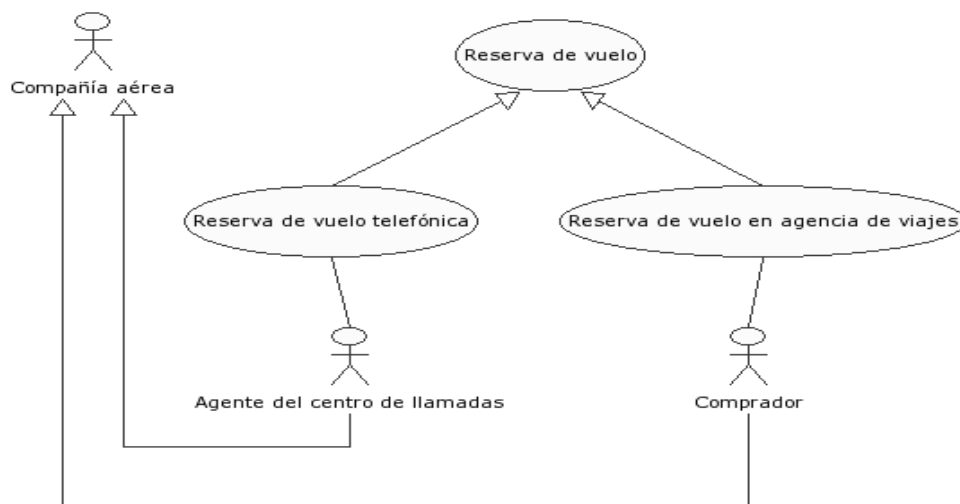 Compañía aérea
Reserva de vuelo
Reserva de vuelo telefónica
Reserva de vuelo en agencia de viajes
Agente del centro de llamadas
Comprador